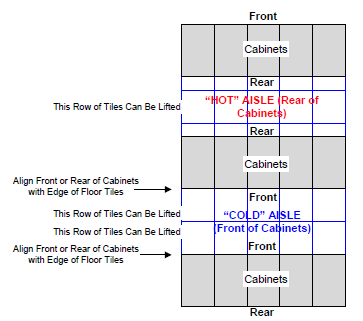 Front
Cabinets
Rear
This Row of Tiles Can Be Lifted
“HOT” AISLE (Rear of
Cabinets)
Rear
Cabinets
Align Front or Rear of Cabinets
with Edge of Floor Tiles
Front
This Row of Tiles Can Be Lifted
“COLD” AISLE
(Front of Cabinets)
This Row of Tiles Can Be Lifted
Front
Align Front or Rear of Cabinets
with Edge of Floor Tiles
Cabinets
Rear